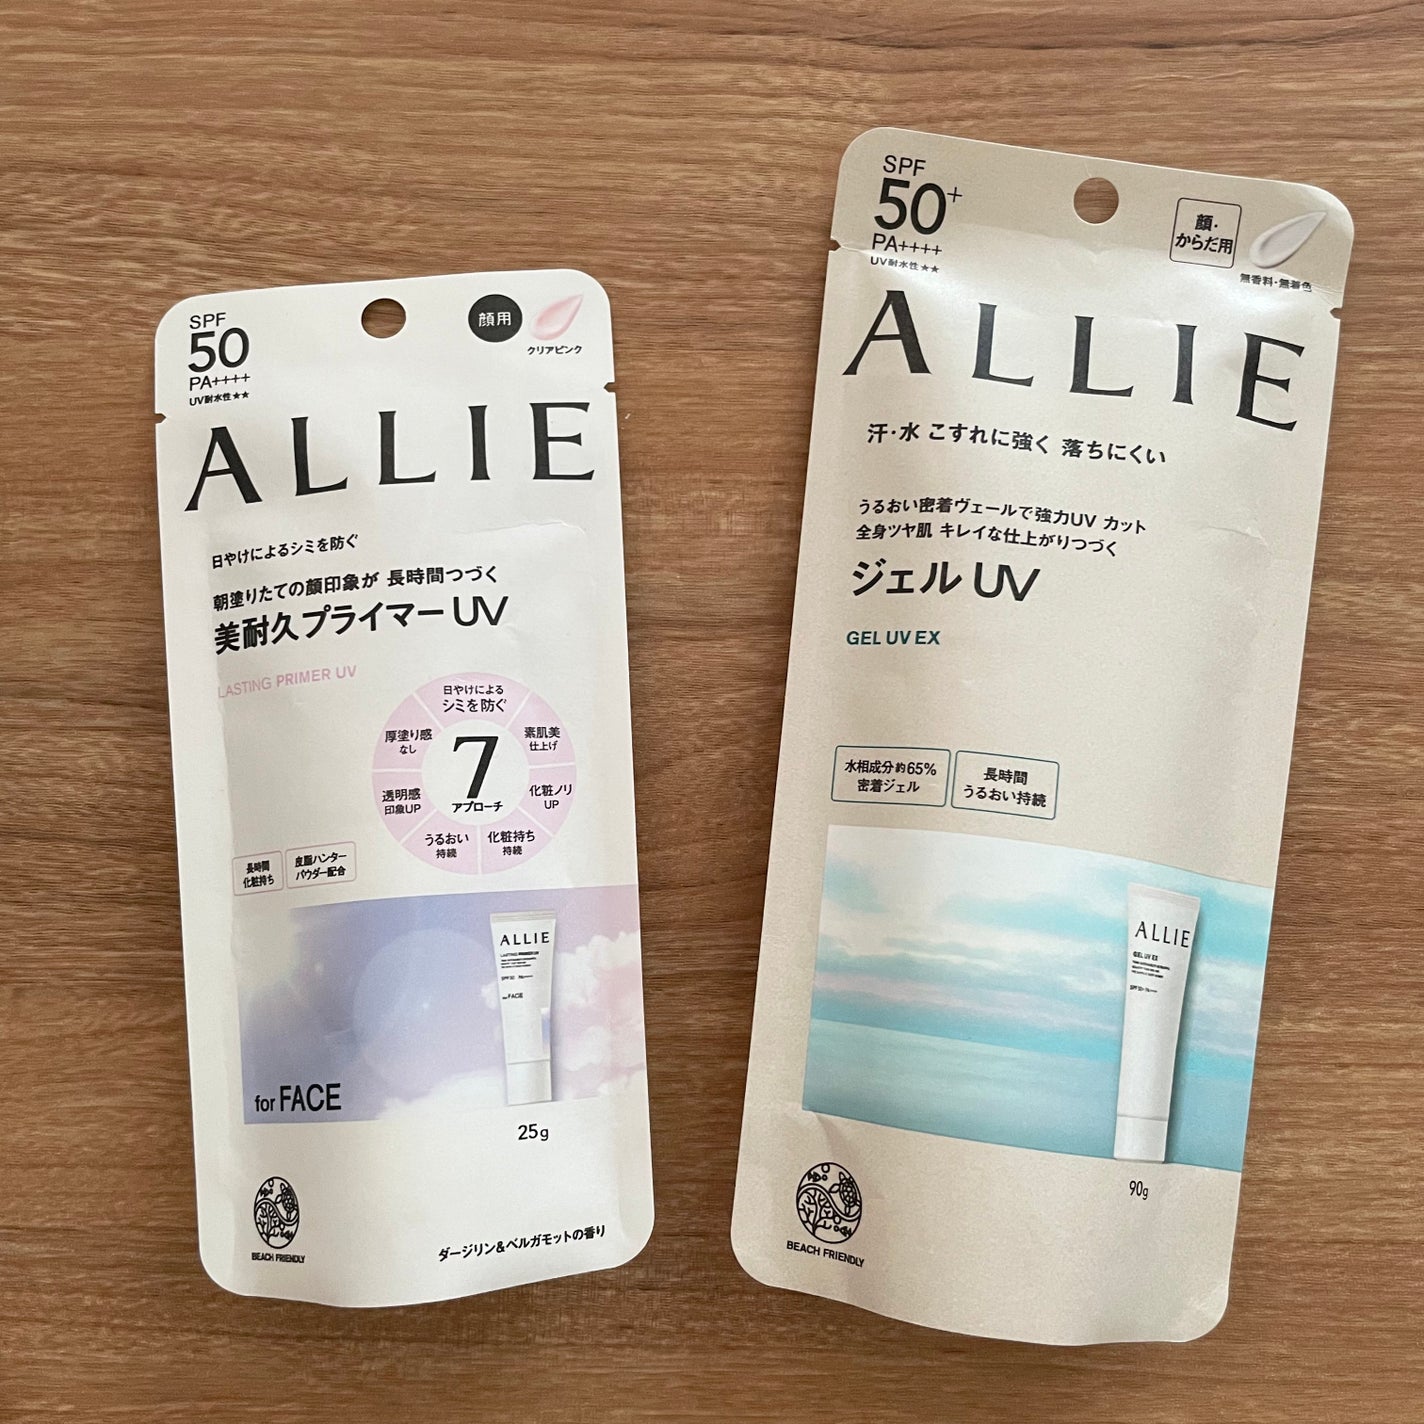 SPF
50
PA++++
UV耐水性★★
顔用
クリアピンク
ALLIE
日やけによるシミを防ぐ
朝塗りたての顔印象が 長時間つづく
美耐久プライマーUV
LASTING PRIMER UV
日やけによる
シミを防ぐ
素肌美
仕上げ
化粧ノリ
UP
化粧持ち
持続
うるおい
持続
透明感
印象UP
厚塗り感
なし
7
アプローチ
長時間
化粧持ち
皮脂ハンター
パウダー配合
ALLIE
LASTING PRIMER UV
SPF50 PA++++
for FACE
for FACE
25g
BEACH FRIENDLY
ダージリン&ベルガモットの香り
SPF
50+
PA++++
UV耐水性★★
顔・
からだ用
無香料・無着色
ALLIE
汗・水 こすれに強く 落ちにくい
うるおい密着ヴェールで強力UV カット
全身ツヤ肌 キレイな仕上がりつづく
ジェルUV
GEL UV EX
水相成分約65%
密着ジェル
長時間
うるおい持続
ALLIE
GEL UV EX
SPF50+ PA++++
90g
BEACH FRIENDLY